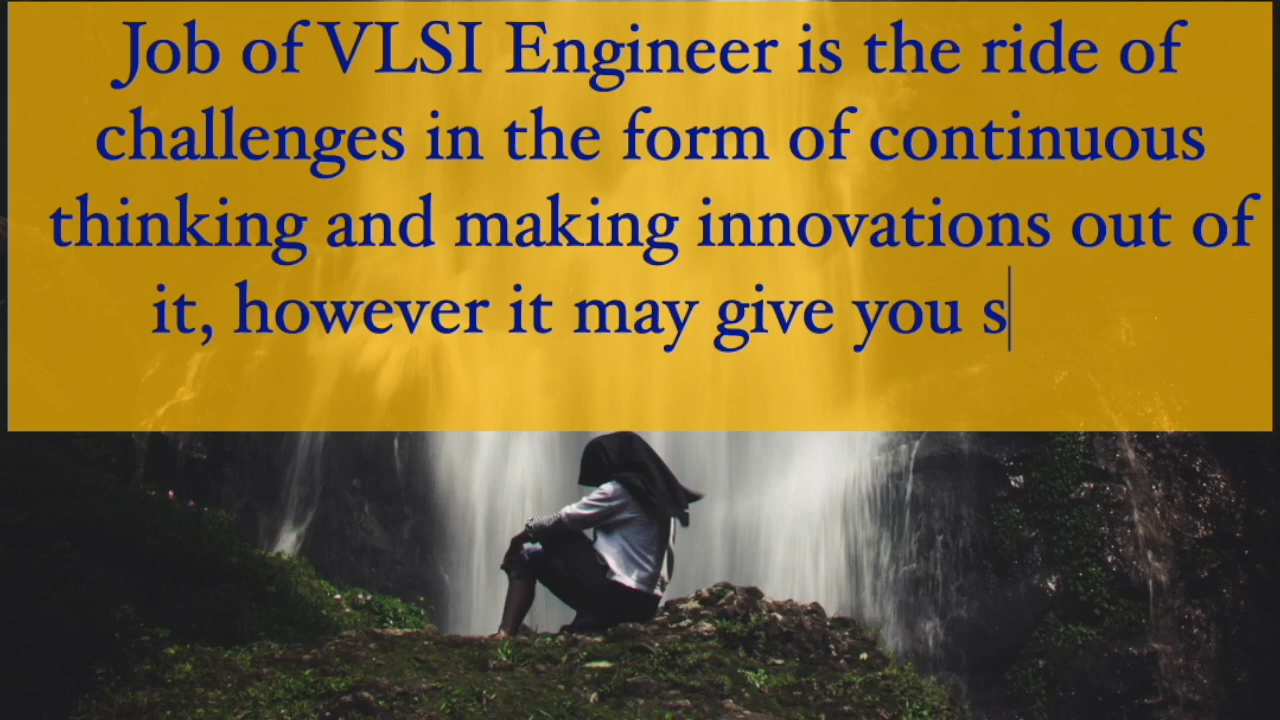 Job of VLSI Engineer is the ride of
challenges in the form of continuous
thinking and making innovations out of
it, however it may give you s